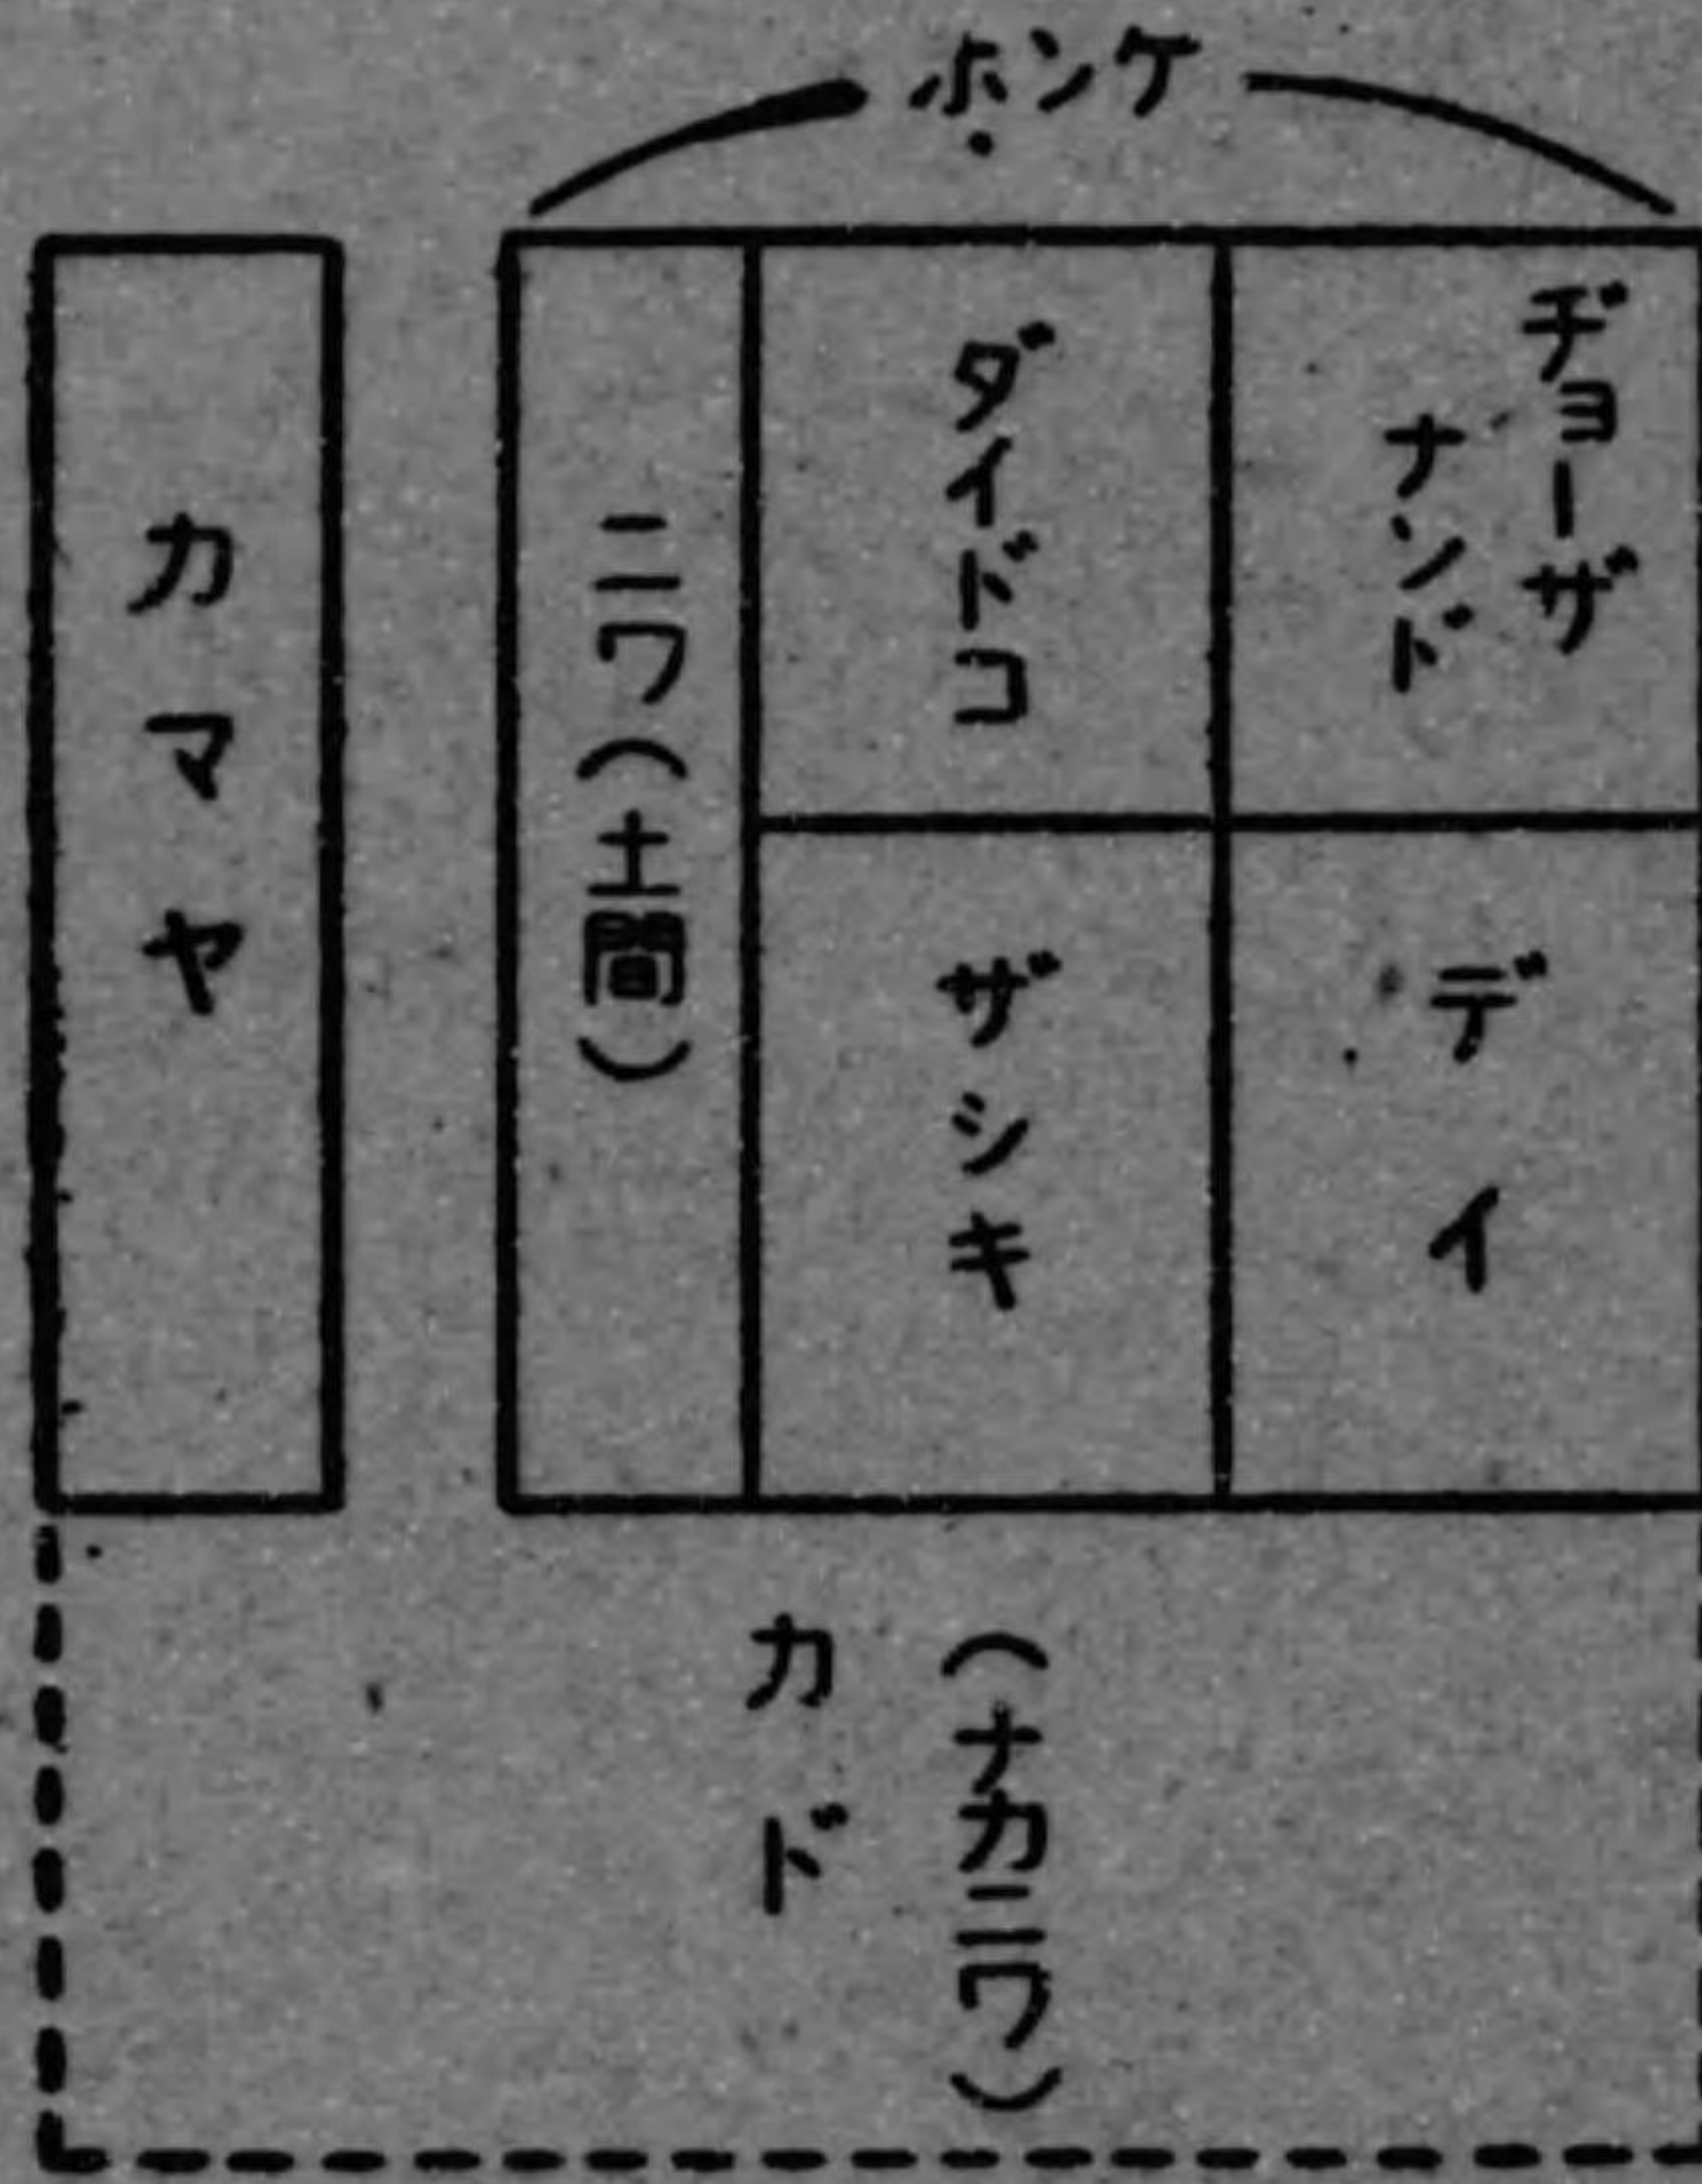 ホンケ
ヂョーザ
ナンド
ダイドコ
ニワ(土間)
カマヤ
デイ
ザシキ
(ナカニワ)
カド